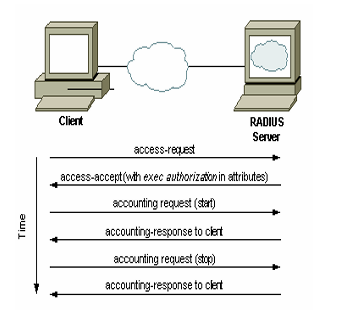 Client
RADIUS
Server
access-request
access-accept (with exec authorization in attributes)
accounting request (start)
accounting-response to client
accounting request (stop)
accounting-response to client
Time